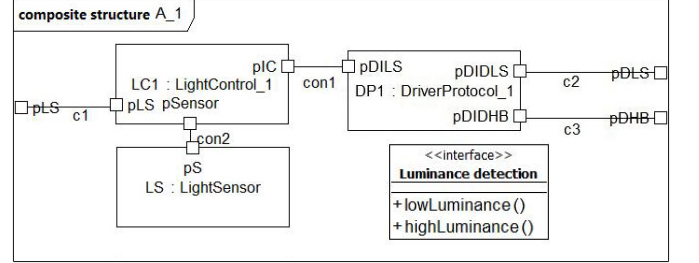 composite structure A_1
pIC
pDILS
pDIDLS
pDLS
con1
c2
LC1 : LightControl_1
DP1 : DriverProtocol_1
pLS
pLS pSensor
c1
pDIDHB
pDHB
c3
con2
pS
LS : LightSensor
<<interface>>
Luminance detection
+lowLuminance()
+highLuminance()